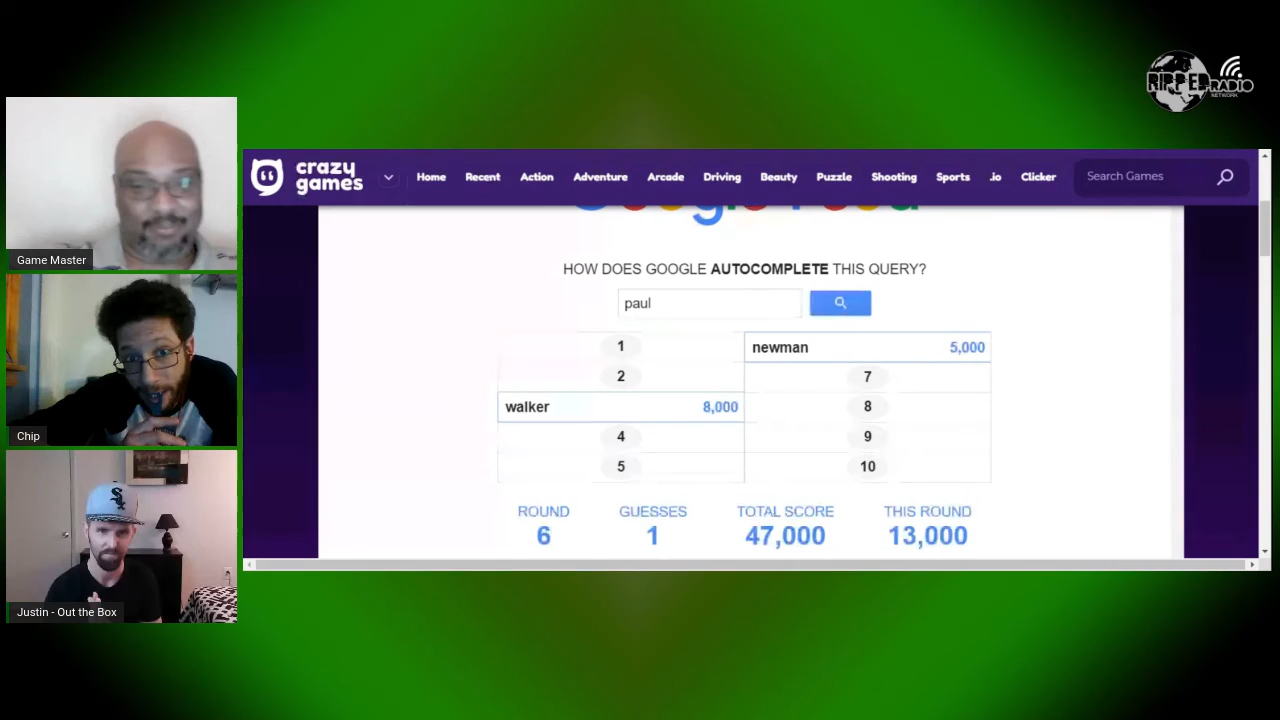 RIPPED RADIO
NETWORK
crazy games
Home Recent Action Adventure Arcade Driving Beauty Puzzle Shooting Sports .io Clicker
Search Games
HOW DOES GOOGLE AUTOCOMPLETE THIS QUERY?
paul
1
2
walker 8,000
4
5
newman 5,000
7
8
9
10
ROUND GUESSES TOTAL SCORE THIS ROUND
6 1 47,000 13,000
Game Master
Chip
Justin - Out the Box